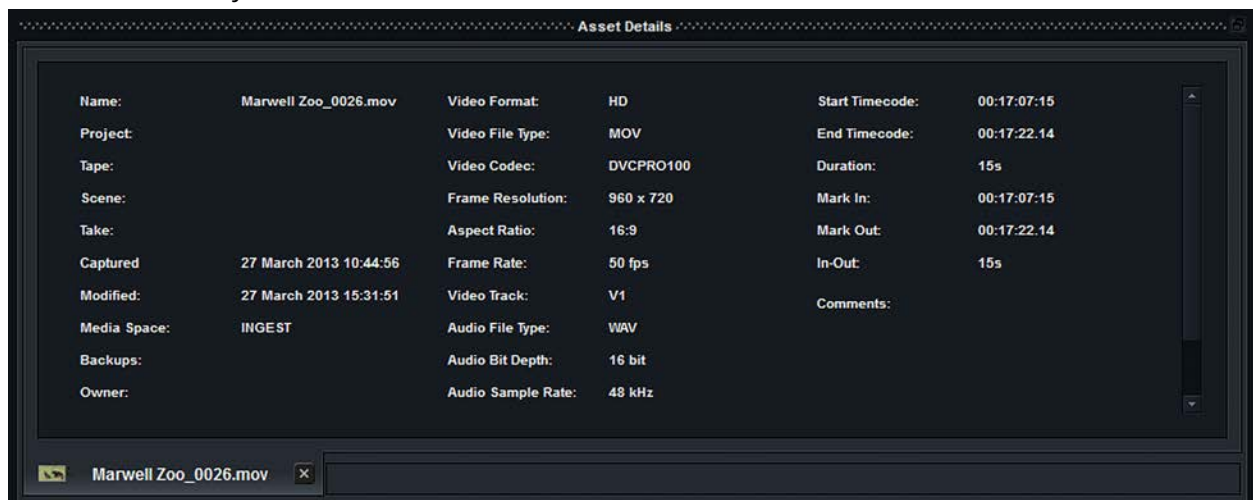 Asset Details
Name: Marwell Zoo_0026.mov Video Format: HD Start Timecode: 00:17:07:15
Project: Video File Type: MOV End Timecode: 00:17:22.14
Tape: Video Codec: DVCPRO100 Duration: 15s
Scene: Frame Resolution: 960 x 720 Mark In: 00:17:07:15
Take: Aspect Ratio: 16:9 Mark Out: 00:17:22.14
Captured 27 March 2013 10:44:56 Frame Rate: 50 fps In-Out: 15s
Modified: 27 March 2013 15:31:51 Video Track: V1 Comments:
Media Space: INGEST Audio File Type: WAV
Backups: Audio Bit Depth: 16 bit
Owner: Audio Sample Rate: 48 kHz
Marwell Zoo_0026.mov